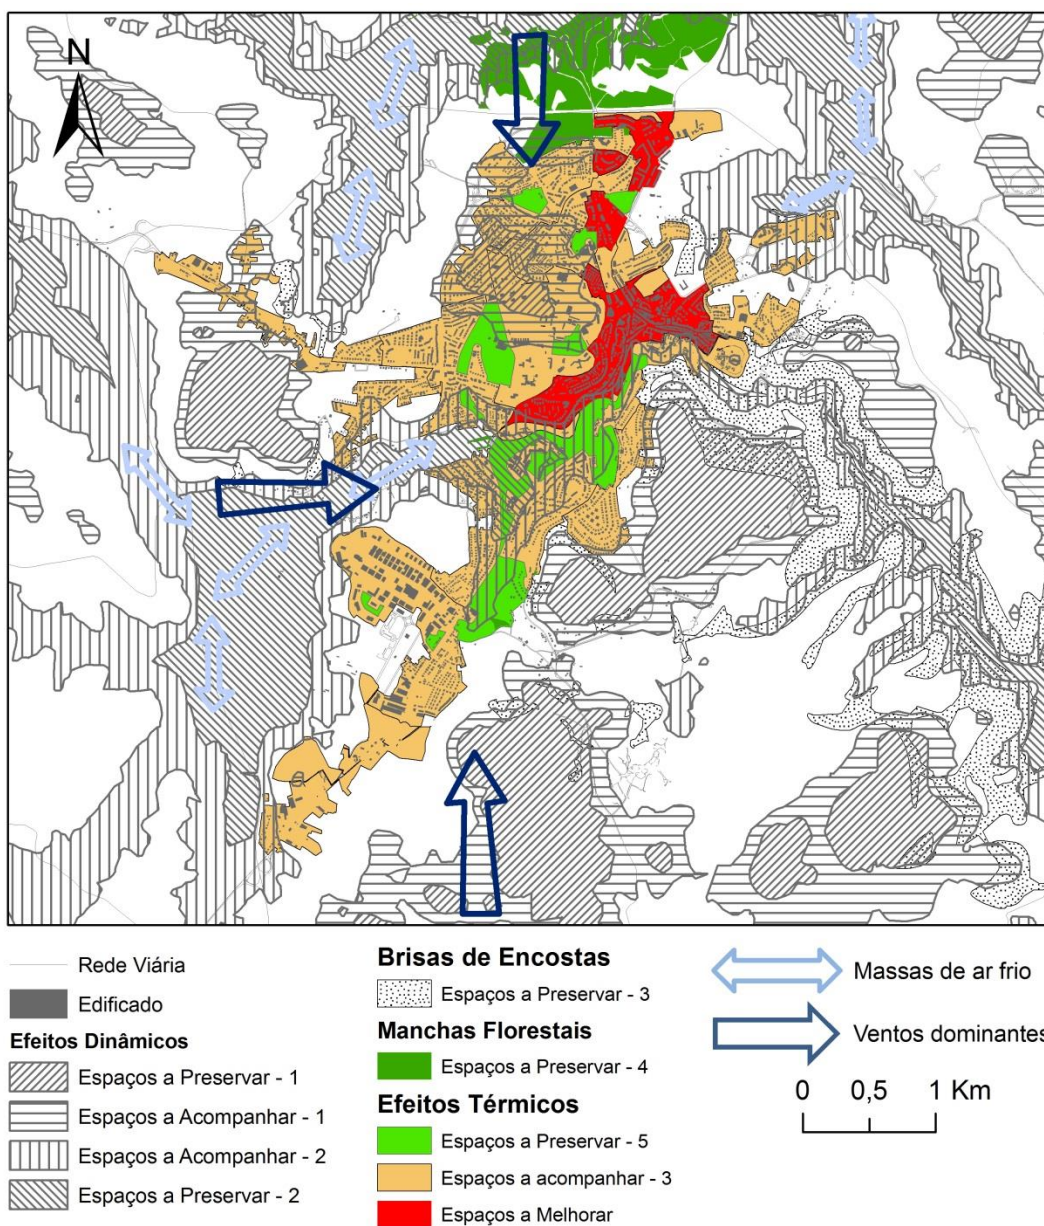 N
Rede Viária
Edificado
Efeitos Dinâmicos
Espaços a Preservar - 1
Espaços a Acompanhar - 1
Espaços a Acompanhar - 2
Espaços a Preservar - 2
Brisas de Encostas
Espaços a Preservar - 3
Manchas Florestais
Espaços a Preservar - 4
Efeitos Térmicos
Espaços a Preservar - 5
Espaços a acompanhar - 3
Espaços a Melhorar
Massas de ar frio
Ventos dominantes
0 0,5 1 Km